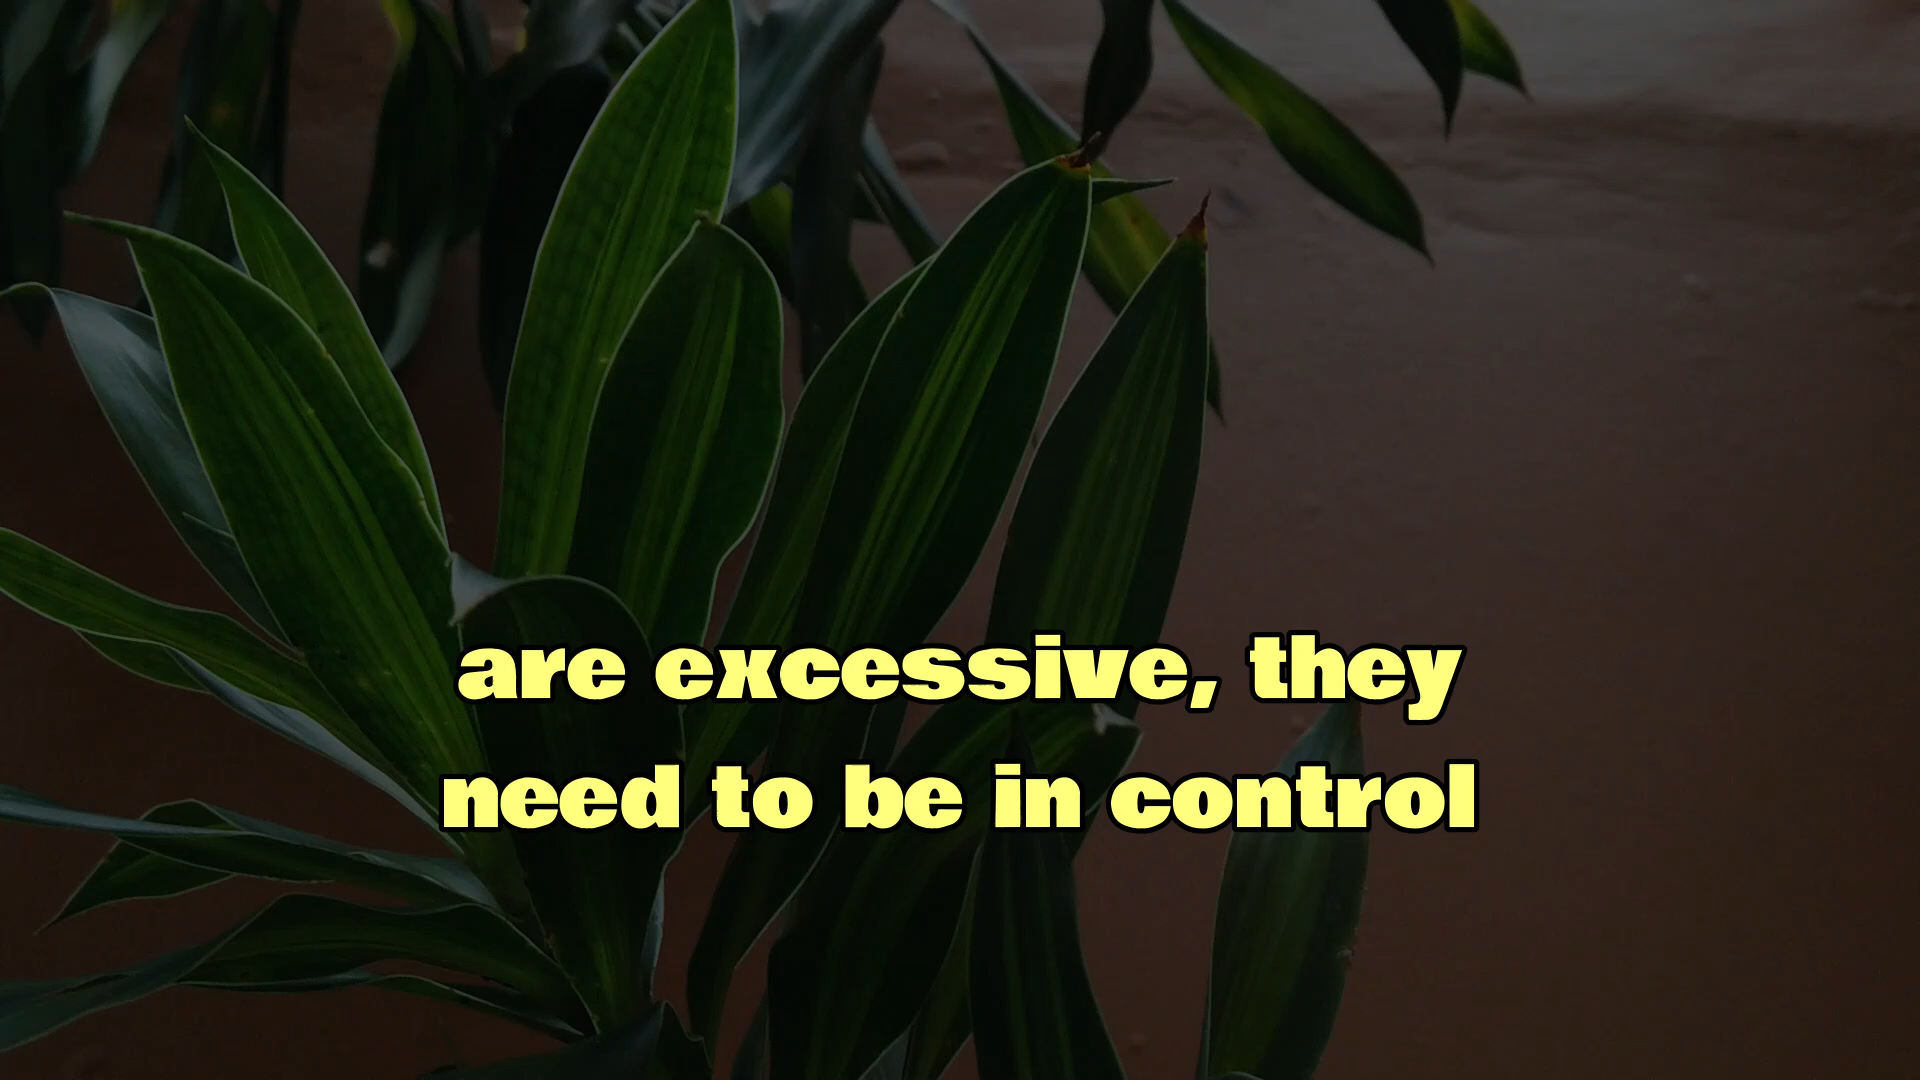 are excessive, they
need to be in control